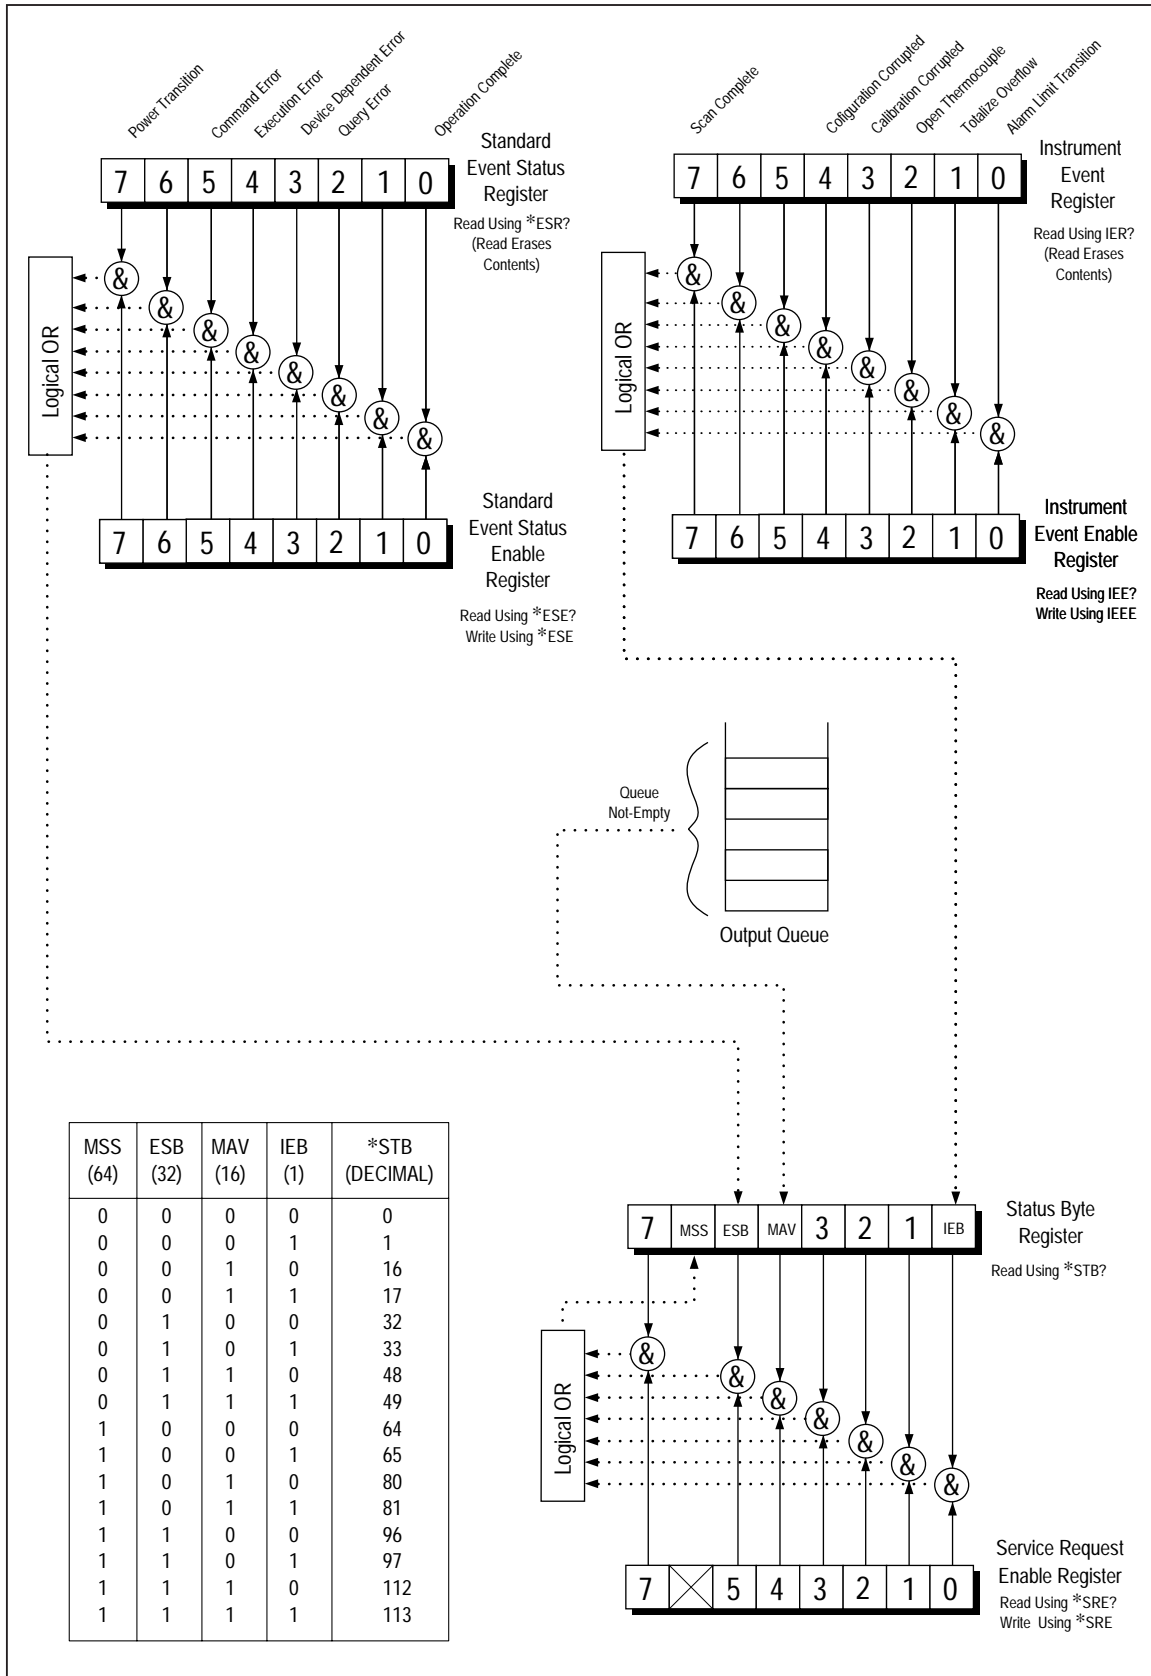 Power Transition
Command Error
Execution Error
Device Dependent Error
Query Error
Operation Complete
7 6 5 4 3 2 1 0
Standard
Event Status
Register
Read Using *ESR?
(Read Erases
Contents)
Logical OR
& & & & & & & &
7 6 5 4 3 2 1 0
Standard
Event Status
Enable
Register
Read Using *ESE?
Write Using *ESE
Scan Complete
Cofiguration Corrupted
Calibration Corrupted
Open Thermocouple
Totalize Overflow
Alarm Limit Transition
7 6 5 4 3 2 1 0
Instrument
Event
Register
Read Using IER?
(Read Erases
Contents)
Logical OR
& & & & & & & &
7 6 5 4 3 2 1 0
Instrument
Event Enable
Register
Read Using IEE?
Write Using IEEE
Queue
Not-Empty
Output Queue
MSS ESB MAV IEB *STB
(64) (32) (16) (1) (DECIMAL)
0 0 0 0 0
0 0 0 1 1
0 0 1 0 16
0 0 1 1 17
0 1 0 0 32
0 1 0 1 33
0 1 1 0 48
0 1 1 1 49
1 0 0 0 64
1 0 0 1 65
1 0 1 0 80
1 0 1 1 81
1 1 0 0 96
1 1 0 1 97
1 1 1 0 112
1 1 1 1 113
7 MSS ESB MAV 3 2 1 IEB
Status Byte
Register
Read Using *STB?
Logical OR
& & & & & & &
7 5 4 3 2 1 0
Service Request
Enable Register
Read Using *SRE?
Write Using *SRE